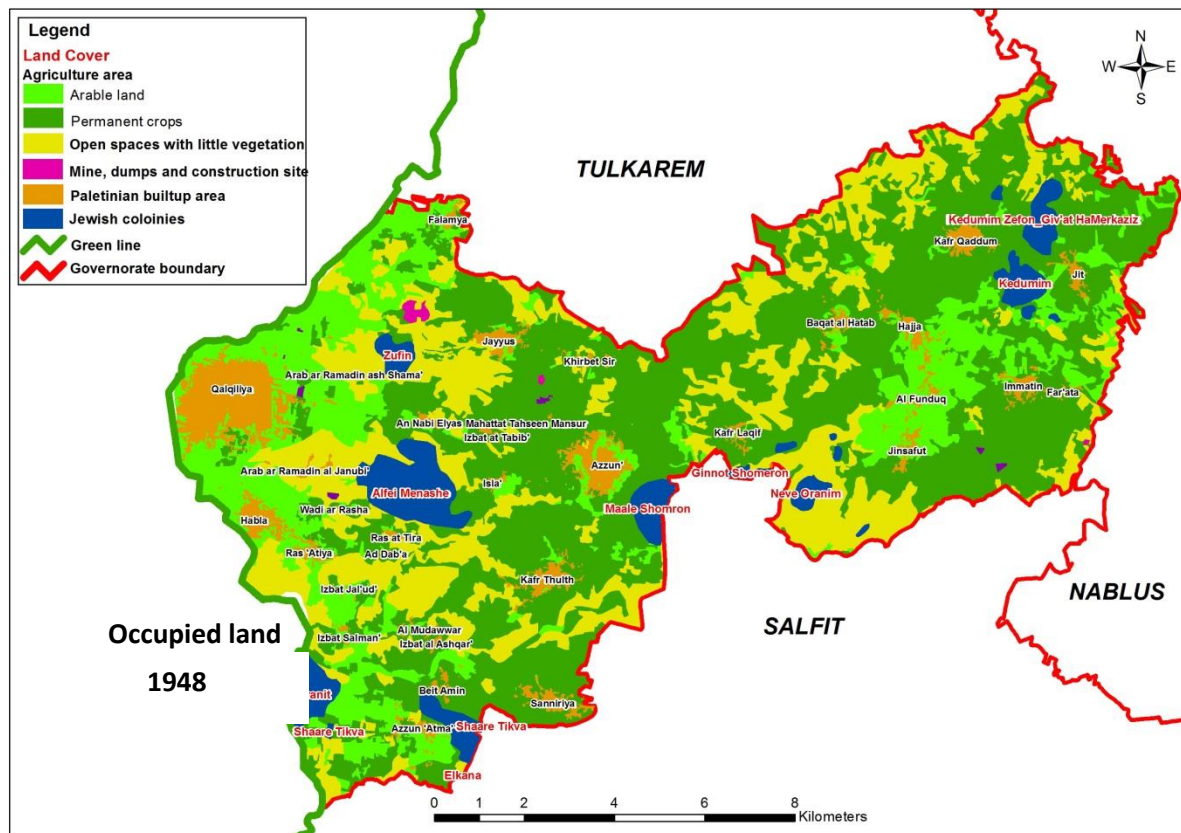 Legend
Land Cover
Agriculture area
Arable land
Permanent crops
Open spaces with little vegetation
Mine, dumps and construction site
Paletinian builtup area
Jewish coloinies
Green line
Governorate boundary
N
W E
S
TULKAREM
Falamya
Kedumim Zefon_Giv'at HaMerkaziz
Kafr Qaddum
Jit
Kedumim
Baqat al Hatab
Hajja
Jayyus
Zufin
Khirbet Sir
Arab ar Ramadin ash Shama'
Qalqiliya
Immatin
Far'ata
Al Funduq
An Nabi Elyas
Mahattat Tahseen Mansur
Izbat at Tabib'
Kafr Laqif
Jinsafut
Azzun'
Arab ar Ramadin al Janubi'
Ginnot Shomeron
Isla'
Alfei Menashe
Neve Oranim
Maale Shomron
Wadi ar Rasha
Habla
Ras at Tira
Ras 'Atiya
Ad Dab'a
Kafr Thulth
Izbat Jal'ud'
NABLUS
SALFIT
Occupied land
1948
Al Mudawwar
Izbat Salman'
Izbat al Ashqar'
Beit Amin
anit
Sanniriya
Shaare Tikva
Azzun 'Atma'
Shaare Tikva
Elkana
0 1 2 4 6 8
Kilometers